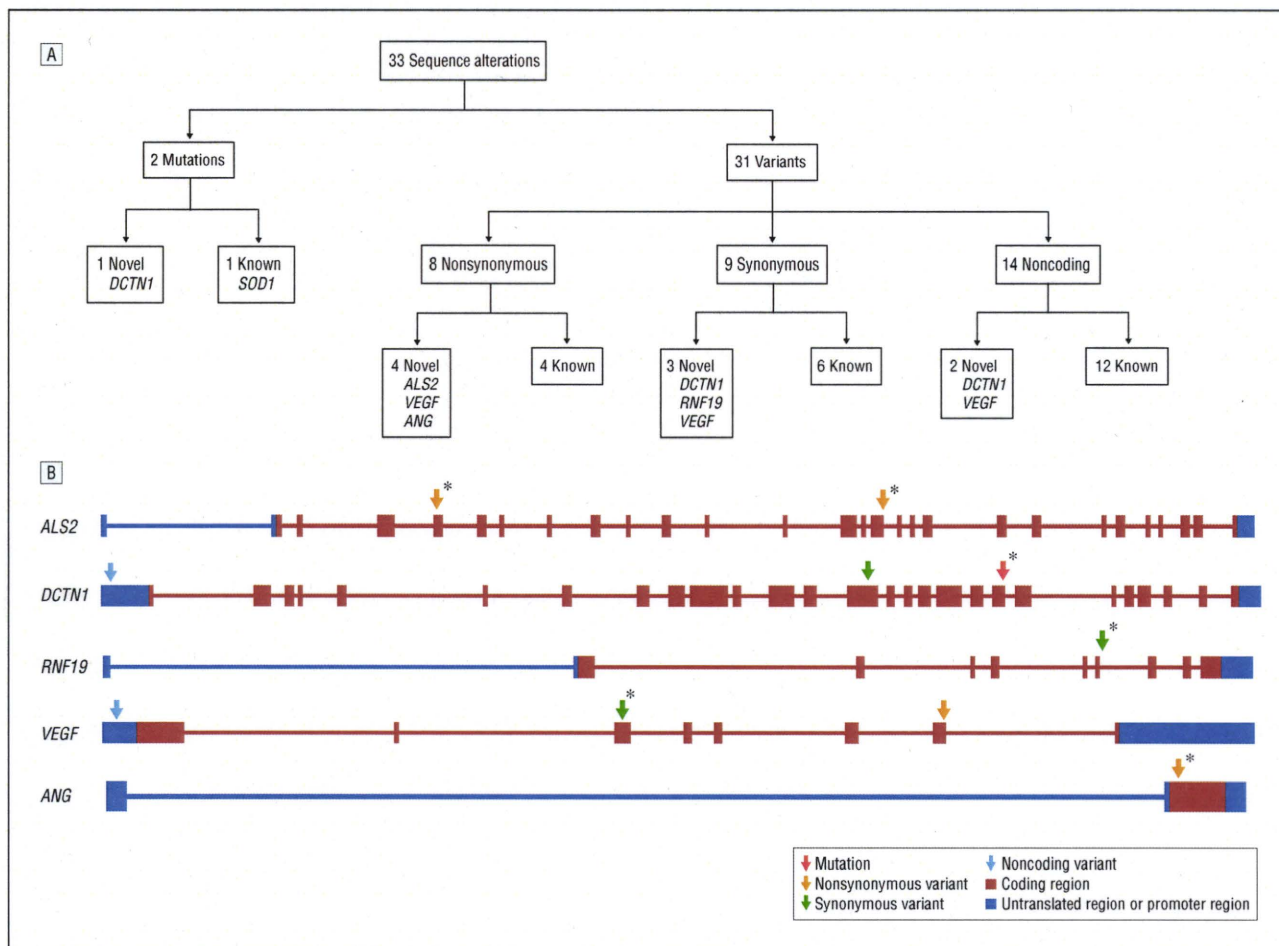 A
33 Sequence alterations
2 Mutations
31 Variants
1 Novel
DCTN1
1 Known
SOD1
8 Nonsynonymous
9 Synonymous
14 Noncoding
4 Novel
ALS2
VEGF
ANG
4 Known
3 Novel
DCTN1
RNF19
VEGF
6 Known
2 Novel
DCTN1
VEGF
12 Known
B
* *
ALS2
*
DCTN1
*
RNF19
*
VEGF
*
ANG
Mutation
Nonsynonymous variant
Synonymous variant
Noncoding variant
Coding region
Untranslated region or promoter region